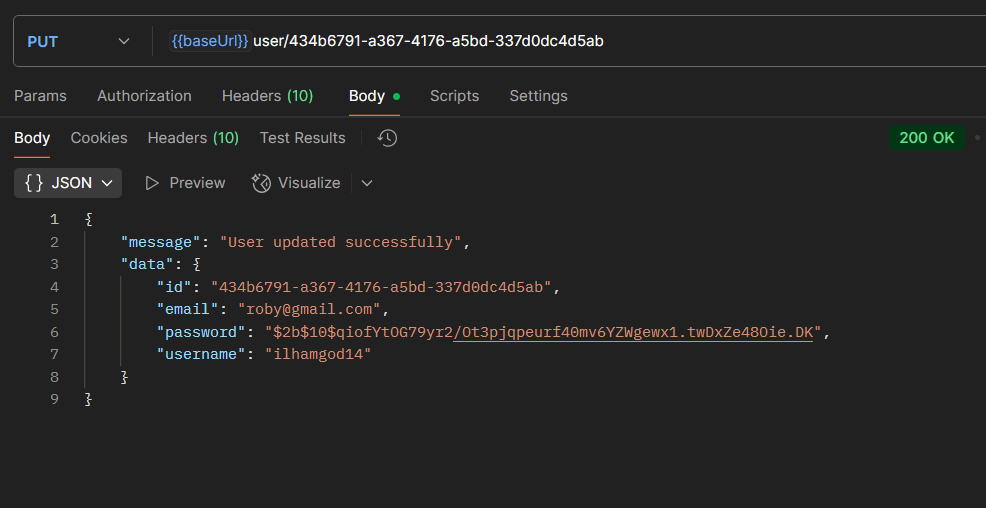 PUT {{baseUrl}} user/434b6791-a367-4176-a5bd-337d0dc4d5ab
Params Authorization Headers (10) Body Scripts Settings
Body Cookies Headers (10) Test Results 200 OK
{} JSON Preview Visualize
1 {
2 "message": "User updated successfully",
3 "data": {
4 "id": "434b6791-a367-4176-a5bd-337d0dc4d5ab",
5 "email": "roby@gmail.com",
6 "password": "$2b$10$qiofYtOG79yr2/Ot3pjqpeurf40mv6YZWgewx1.twDxZe48Oie.DK",
7 "username": "ilhamgod14"
8 }
9 }